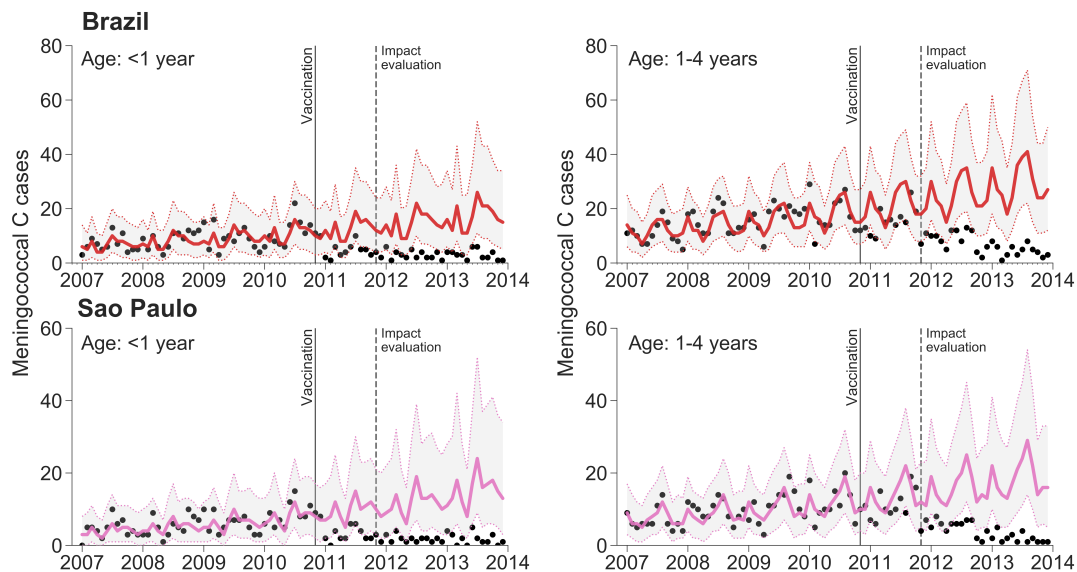 Brazil
Meningococcal C cases
80
60
40
20
0
Age: <1 year
Vaccination
Impact
evaluation
2007 2008 2009 2010 2011 2012 2013 2014
Meningococcal C cases
80
60
40
20
0
Age: 1-4 years
Vaccination
Impact
evaluation
2007 2008 2009 2010 2011 2012 2013 2014
Sao Paulo
60
40
20
0
Age: <1 year
Vaccination
Impact
evaluation
2007 2008 2009 2010 2011 2012 2013 2014
60
40
20
0
Age: 1-4 years
Vaccination
Impact
evaluation
2007 2008 2009 2010 2011 2012 2013 2014